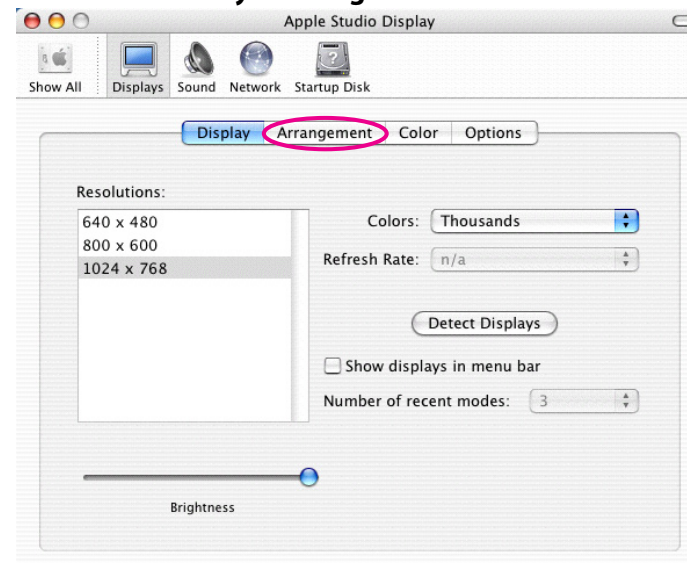 Apple Studio Display
Show All Displays Sound Network Startup Disk
Display Arrangement Color Options
Resolutions:
640 x 480
800 x 600
1024 x 768
Colors: Thousands
Refresh Rate: n/a
Detect Displays
Show displays in menu bar
Number of recent modes: 3
Brightness